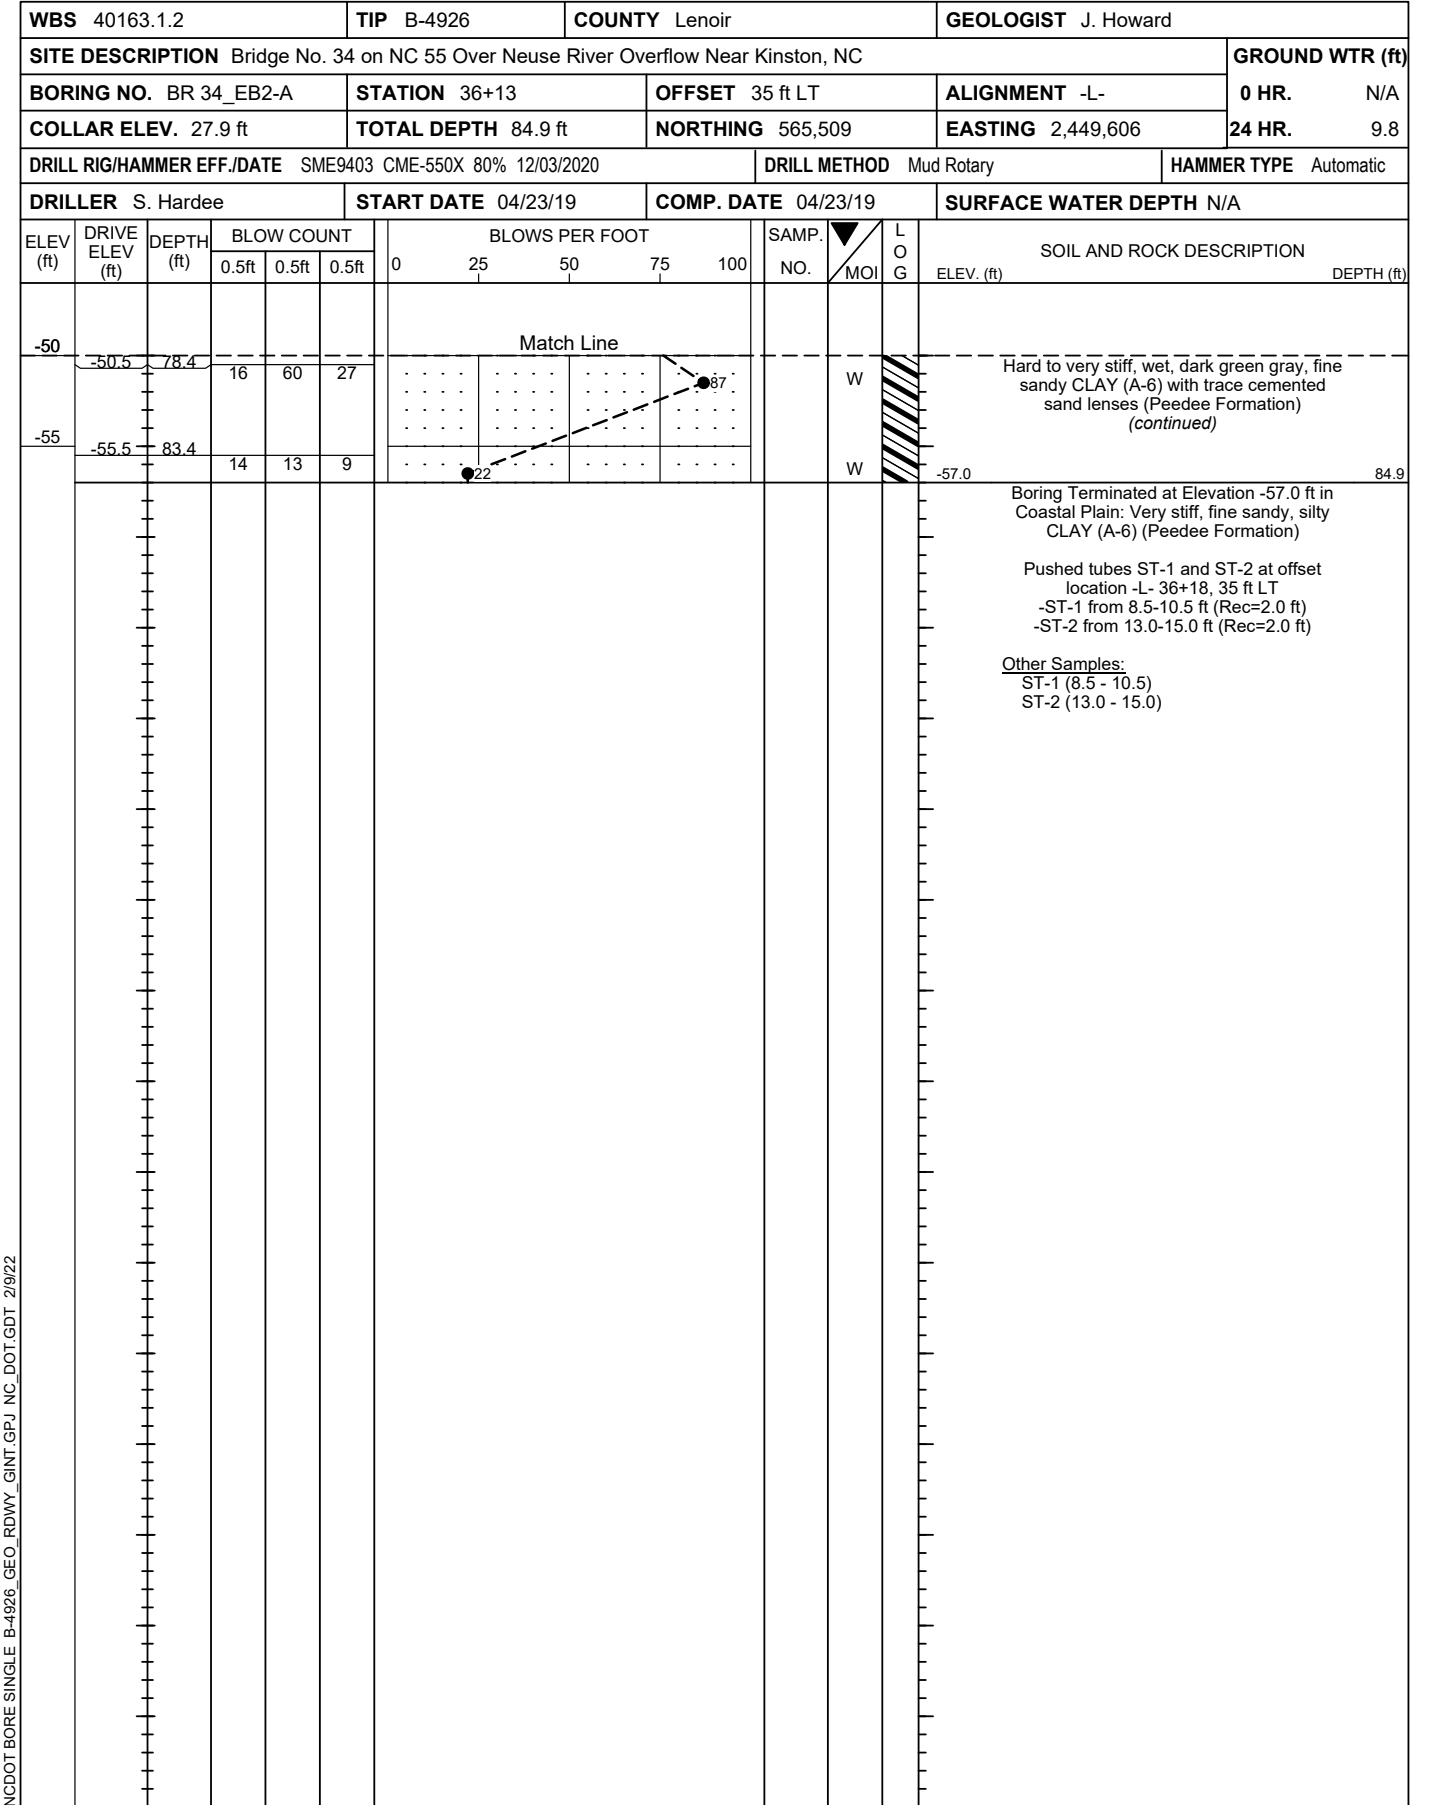 WBS 40163.1.2 TIP B-4926 COUNTY Lenoir GEOLOGIST J. Howard
SITE DESCRIPTION Bridge No. 34 on NC 55 Over Neuse River Overflow Near Kinston, NC GROUND WTR (ft)
BORING NO. BR 34_EB2-A STATION 36+13 OFFSET 35 ft LT ALIGNMENT -L- 0 HR. N/A
COLLAR ELEV. 27.9 ft TOTAL DEPTH 84.9 ft NORTHING 565,509 EASTING 2,449,606 24 HR. 9.8
DRILL RIG/HAMMER EFF./DATE SME9403 CME-550X 80% 12/03/2020 DRILL METHOD Mud Rotary HAMMER TYPE Automatic
DRILLER S. Hardee START DATE 04/23/19 COMP. DATE 04/23/19 SURFACE WATER DEPTH N/A
ELEV (ft) DRIVE ELEV (ft) DEPTH (ft) BLOW COUNT BLOWS PER FOOT SAMP. NO. MOI LOG SOIL AND ROCK DESCRIPTION
0.5ft 0.5ft 0.5ft 0 25 50 75 100 ELEV. (ft) DEPTH (ft)
Match Line
-50
-50.5 78.4 16 60 27 87 W
Hard to very stiff, wet, dark green gray, fine
sandy CLAY (A-6) with trace cemented
sand lenses (Peedee Formation)
(continued)
-55
-55.5 83.4 14 13 9 22 W
-57.0 84.9
Boring Terminated at Elevation -57.0 ft in
Coastal Plain: Very stiff, fine sandy, silty
CLAY (A-6) (Peedee Formation)
Pushed tubes ST-1 and ST-2 at offset
location -L- 36+18, 35 ft LT
-ST-1 from 8.5-10.5 ft (Rec=2.0 ft)
-ST-2 from 13.0-15.0 ft (Rec=2.0 ft)
Other Samples:
ST-1 (8.5 - 10.5)
ST-2 (13.0 - 15.0)
NCDOT BORE SINGLE B-4926_GEO_RDWY_GINT.GPJ NC_DOT.GDT 2/9/22